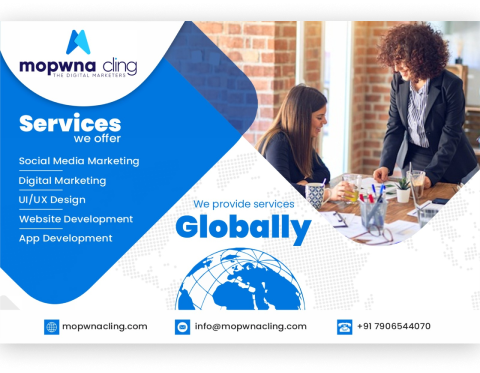 mopwna cling
THE DIGITAL MARKETERS
Services
we offer
Social Media Marketing
Digital Marketing
UI/UX Design
Website Development
App Development
We provide services
Globally
mopwnacling.com
info@mopwnacling.com
+91 7906544070